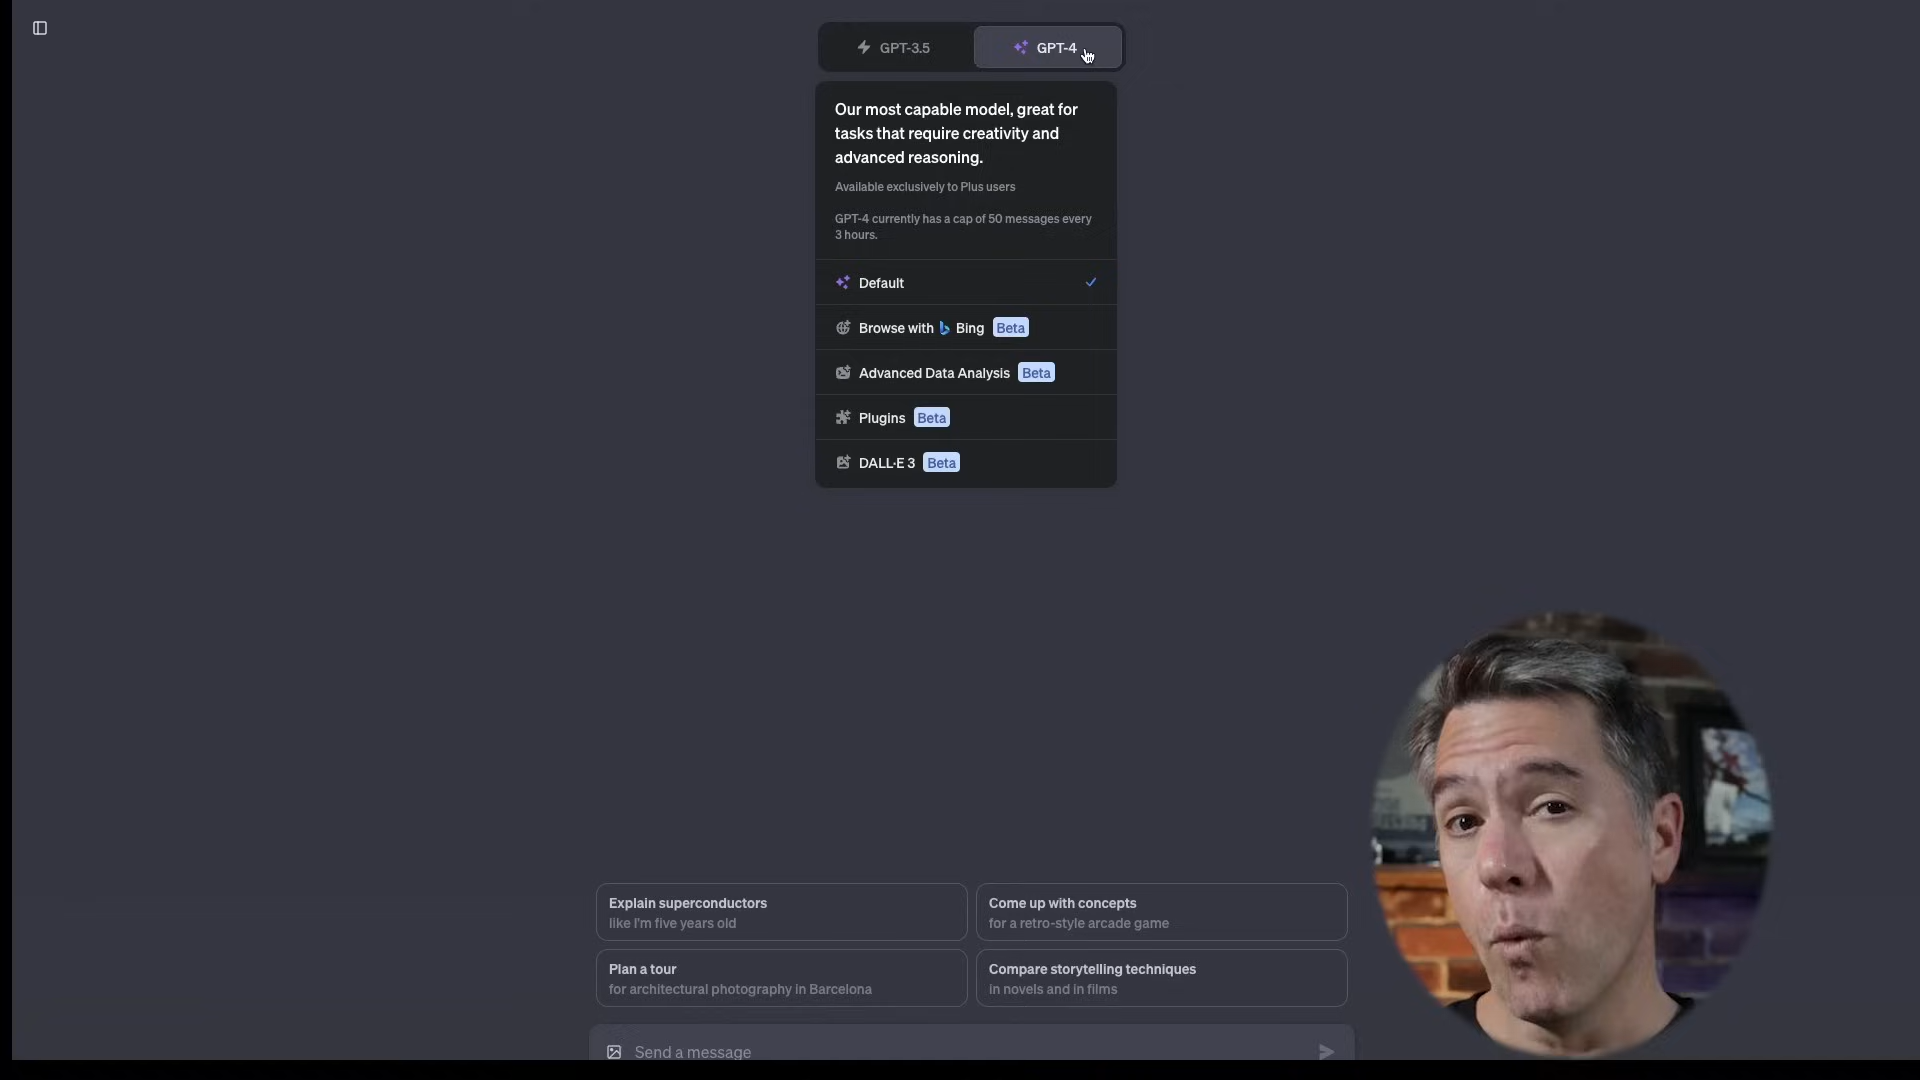 GPT-3.5
GPT-4
Our most capable model, great for
tasks that require creativity and
advanced reasoning.
Available exclusively to Plus users
GPT-4 currently has a cap of 50 messages every
3 hours.
Default
Browse with Bing Beta
Advanced Data Analysis Beta
Plugins Beta
DALL·E 3 Beta
Explain superconductors
like I'm five years old
Come up with concepts
for a retro-style arcade game
Plan a tour
for architectural photography in Barcelona
Compare storytelling techniques
in novels and in films
Send a message